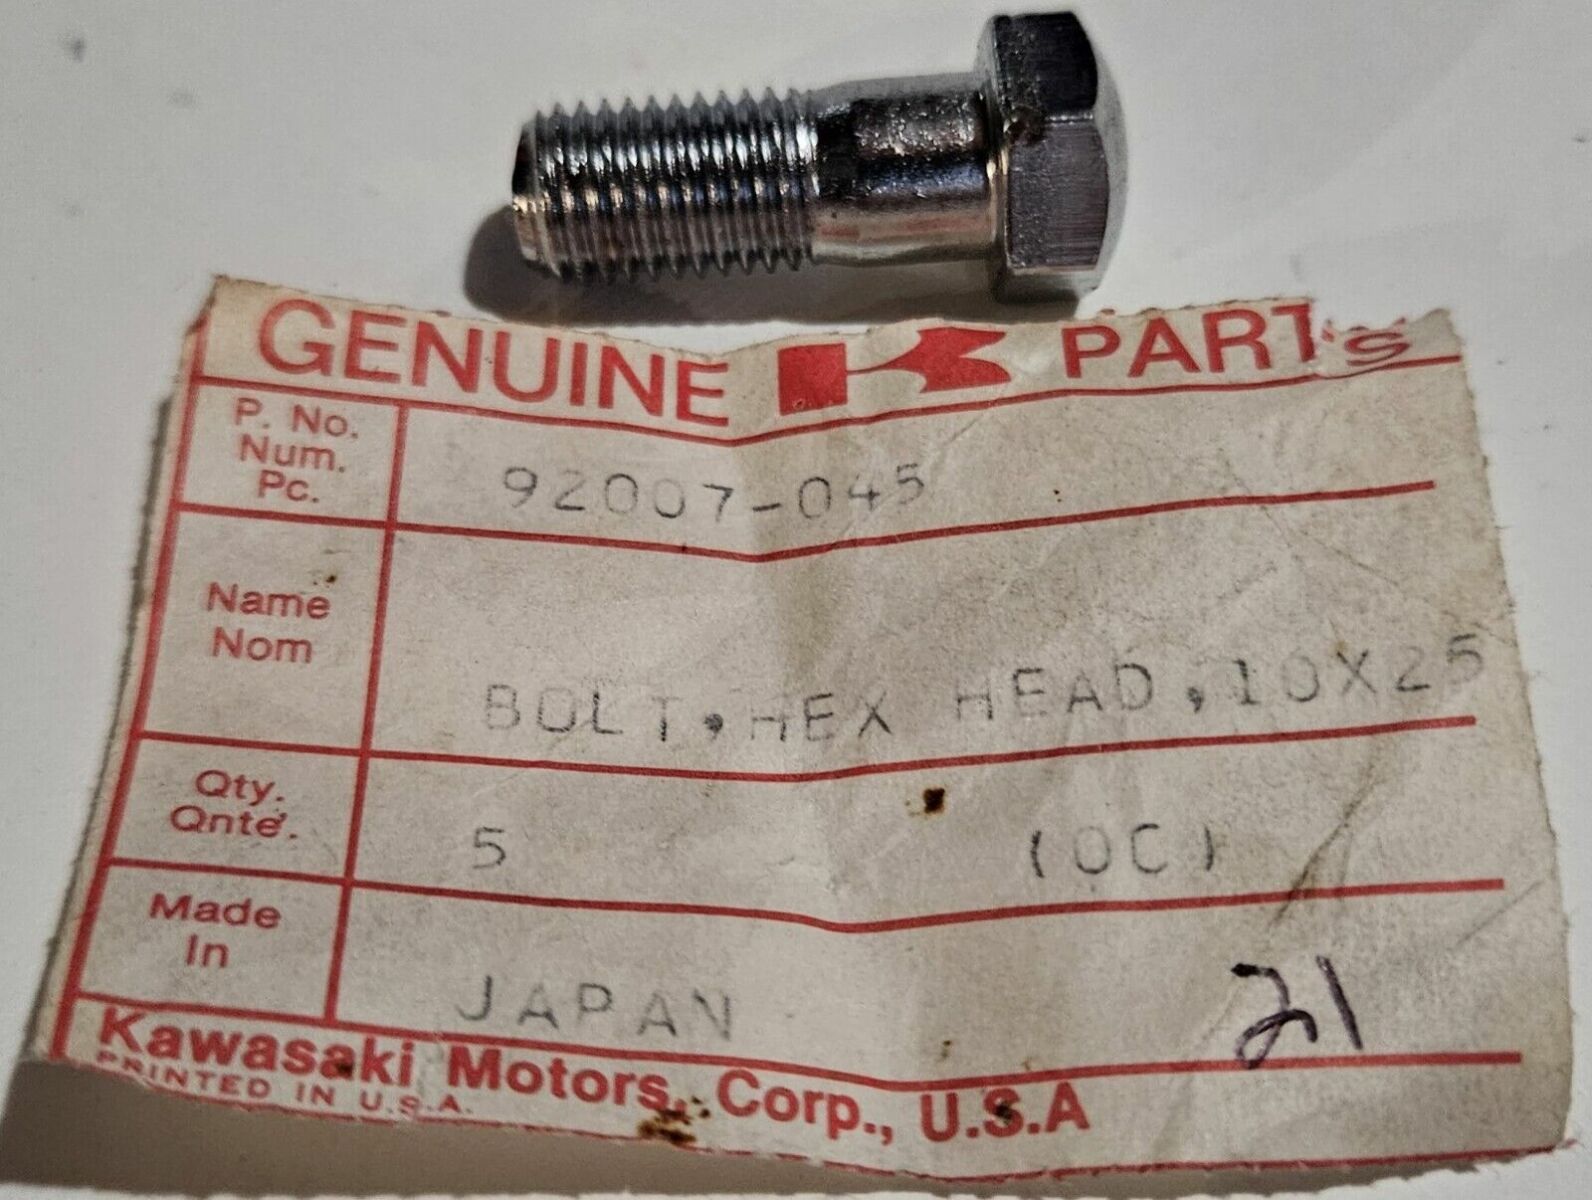 GENUINE PARTS
P. No.
Num.
Pc.
92007-045
Name
Nom
BOLT,HEX HEAD,10X25
Qty.
Qnte.
5 (OC)
Made
In
JAPAN
21
Kawasaki Motors, Corp., U.S.A
PRINTED IN U.S.A.